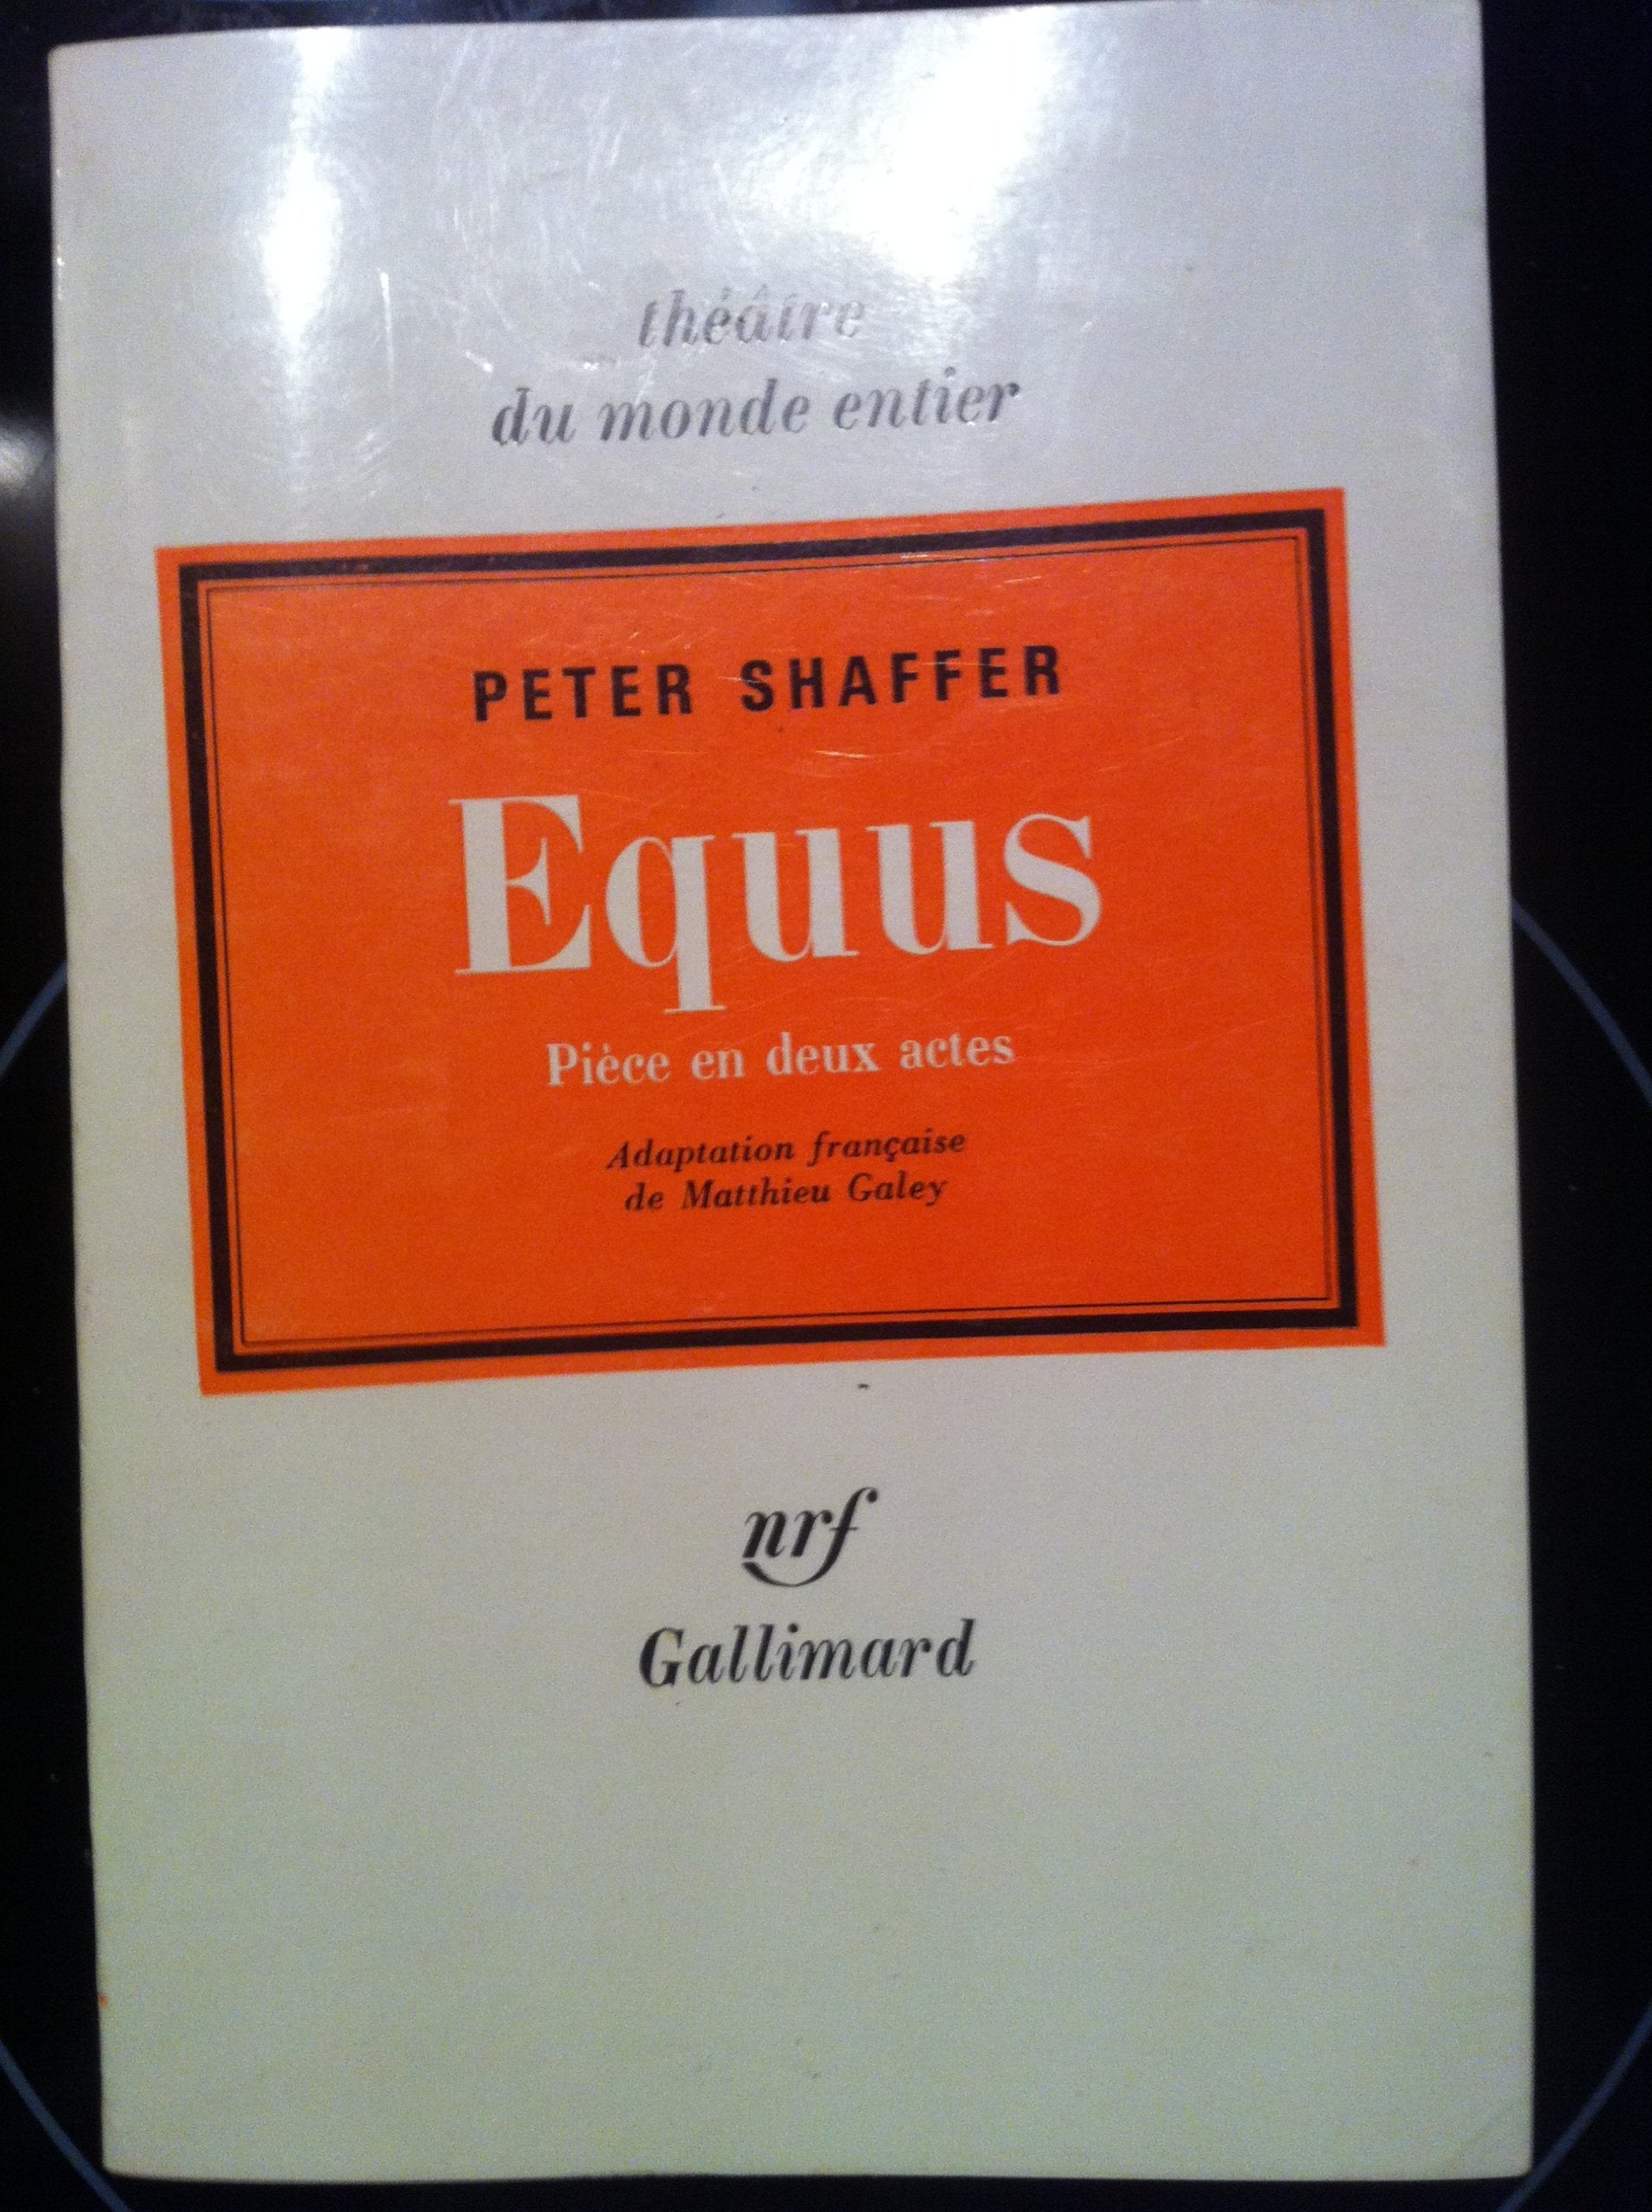 théâtre
du monde entier
PETER SHAFFER
Equus
Pièce en deux actes
Adaptation française
de Matthieu Galey
nrf
Gallimard